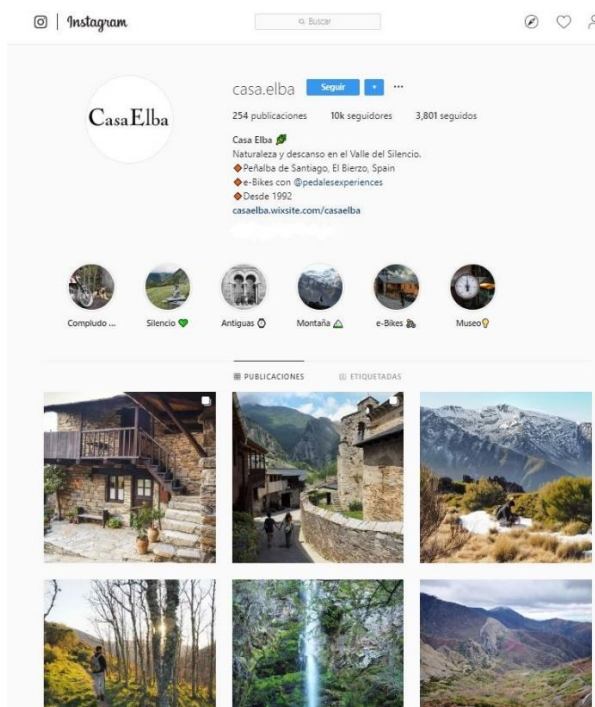 Instagram
Buscar
CasaElba
casa.elba Seguir ...
254 publicaciones 10k seguidores 3,801 seguidos
Casa Elba
Naturaleza y descanso en el Valle del Silencio.
Peñalba de Santiago, El Bierzo, Spain
e-Bikes con @pedalesexperiences
Desde 1992
casaelba.wixsite.com/casaelba
Compludo ... Silencio Antiguas Montaña e-Bikes Museo
PUBLICACIONES ETIQUETADAS